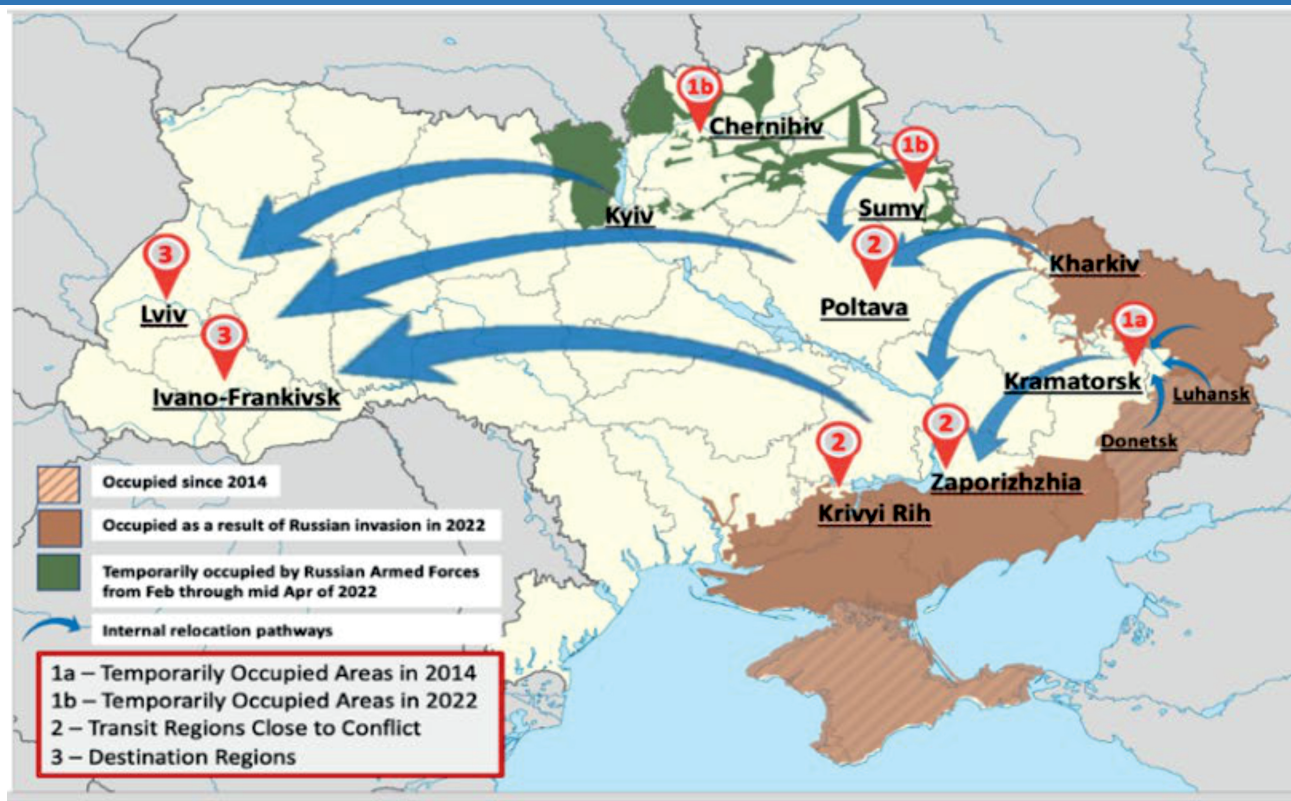 1b
Chernihiv
1b
Sumy
Kyiv
2
Poltava
Kharkiv
3
Lviv
3
Ivano-Frankivsk
1a
Kramatorsk
Luhansk
Donetsk
2
Zaporizhzhia
2
Krivyi Rih
Occupied since 2014
Occupied as a result of Russian invasion in 2022
Temporarily occupied by Russian Armed Forces
from Feb through mid Apr of 2022
Internal relocation pathways
1a – Temporarily Occupied Areas in 2014
1b – Temporarily Occupied Areas in 2022
2 – Transit Regions Close to Conflict
3 – Destination Regions